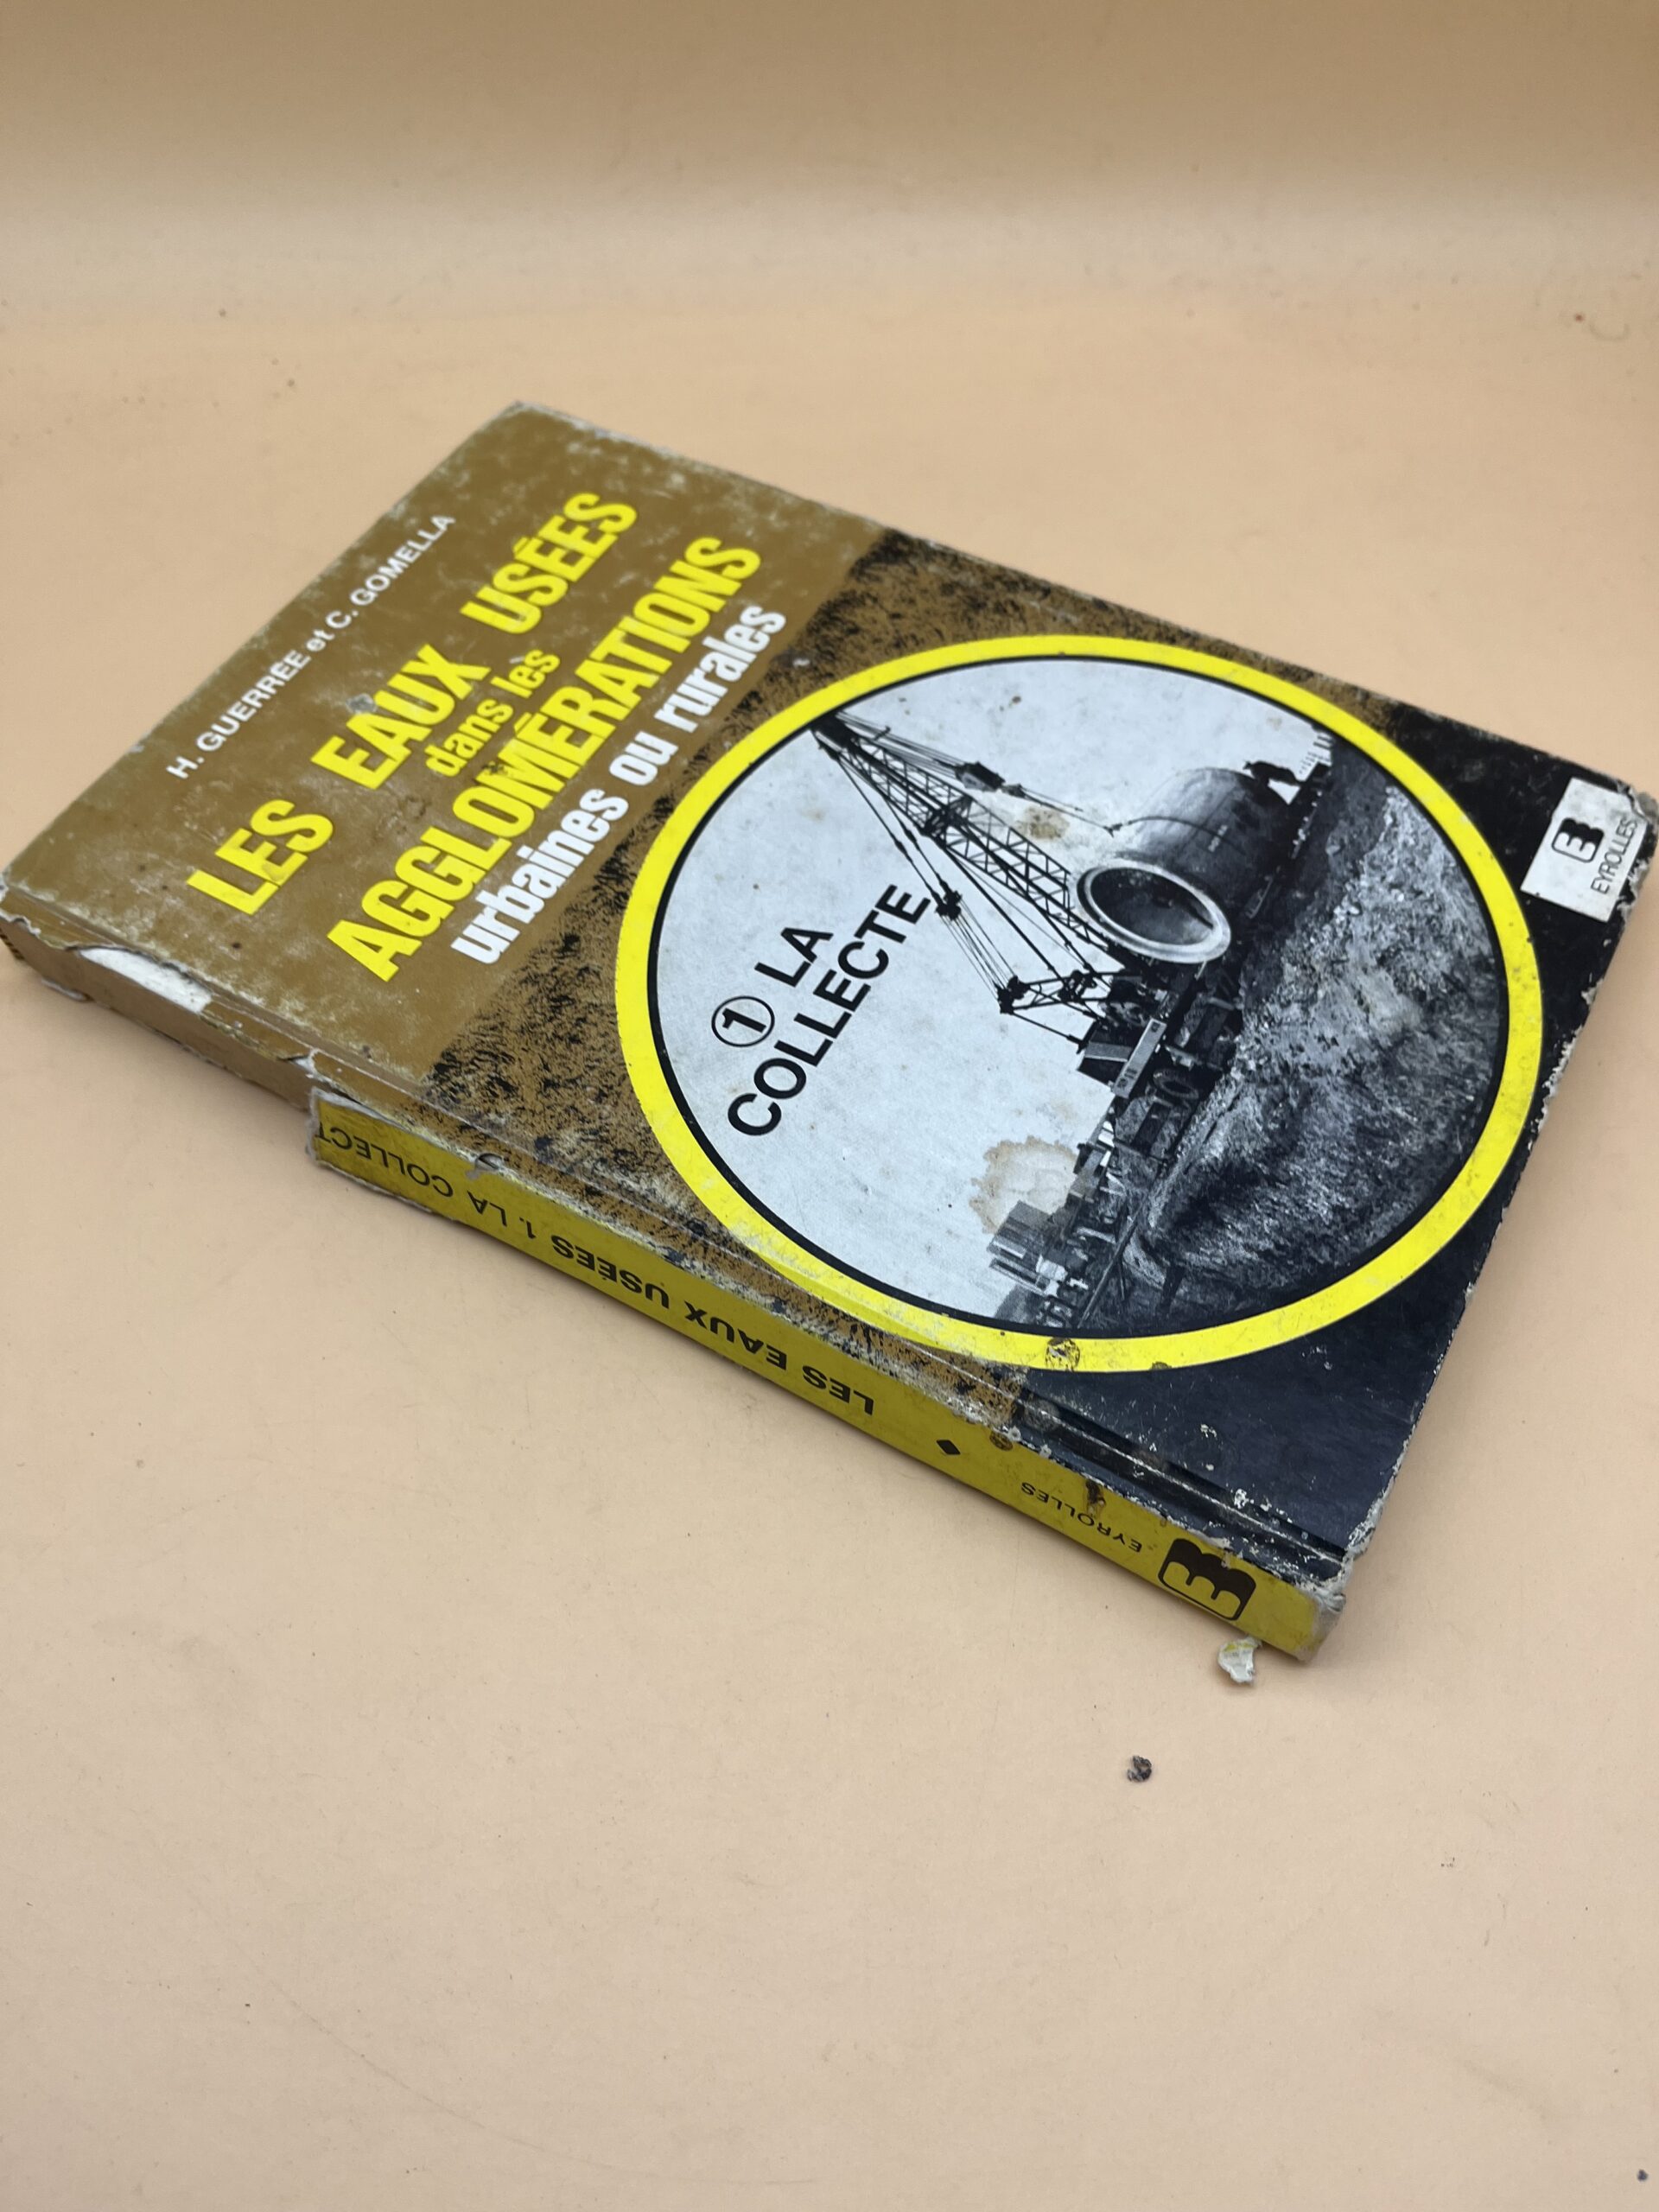 H. GUERRÉE et C. GOMELLA
LES EAUX USÉES
dans les
AGGLOMÉRATIONS
urbaines ou rurales
① LA
COLLECTE
EYROLLES
LES EAUX USÉES 1. LA COLLECT
EYROLLES